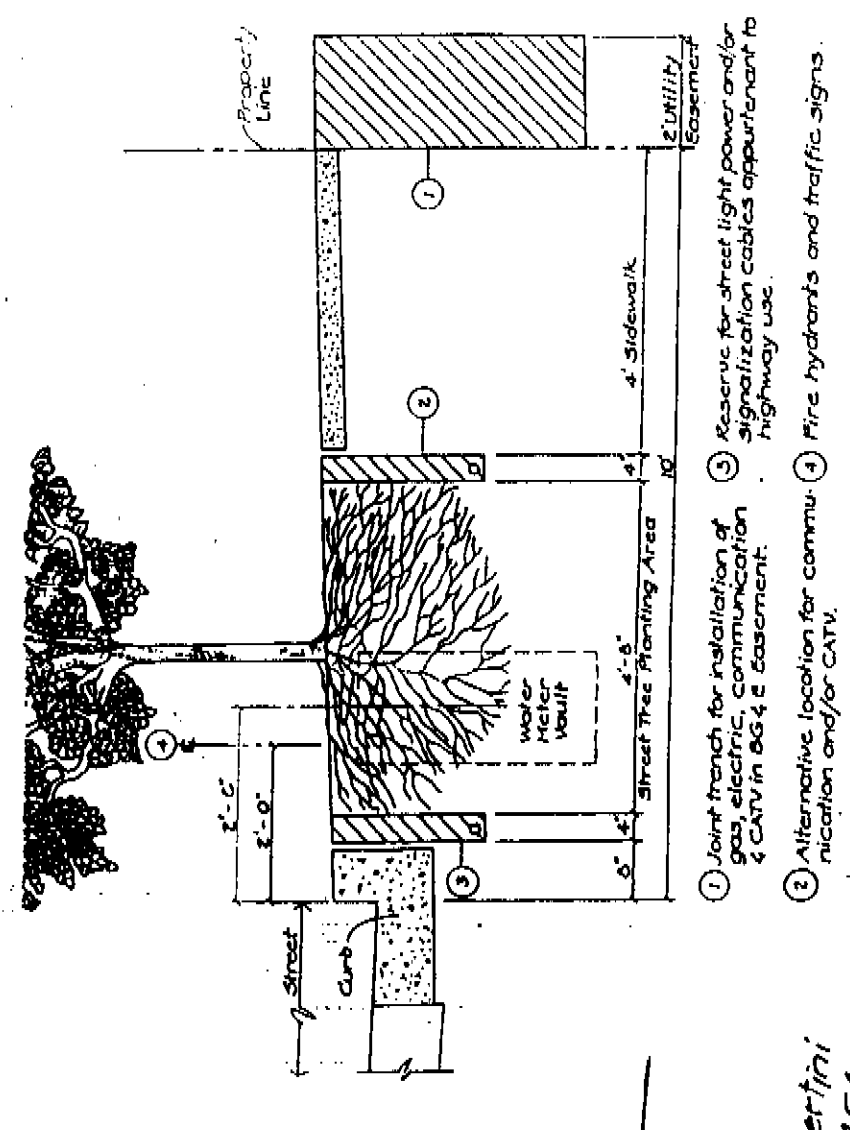 Property
Line
Street
Curb
2'-0"
4
Water
Meter
Vault
1
2
3
8"
4"
4'-8"
4"
4' Sidewalk
Street Tree Planting Area
10'
Utility
Easement
1 Joint trench for installation of
gas, electric, communication
& CATV in BG & E Easement.
2 Alternative location for commu-
nication and/or CATV.
3 Reserve for street light power and/or
signalization cables appurtenant to
highway use.
4 Fire hydrants and traffic signs.